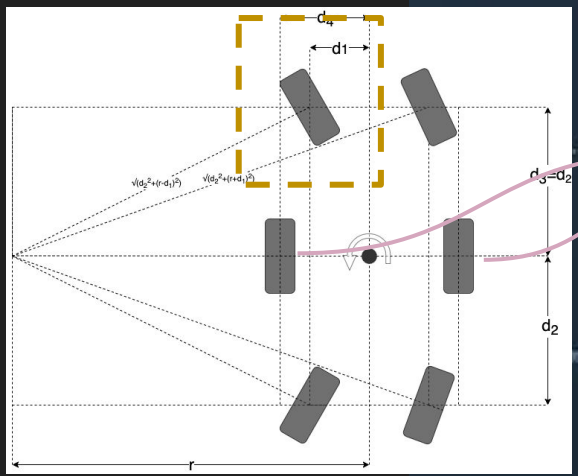 d₄
d1
√(d₂²+(r-d₁)²)
√(d₂²+(r+d₁)²)
d₃=d₂
d₂
r